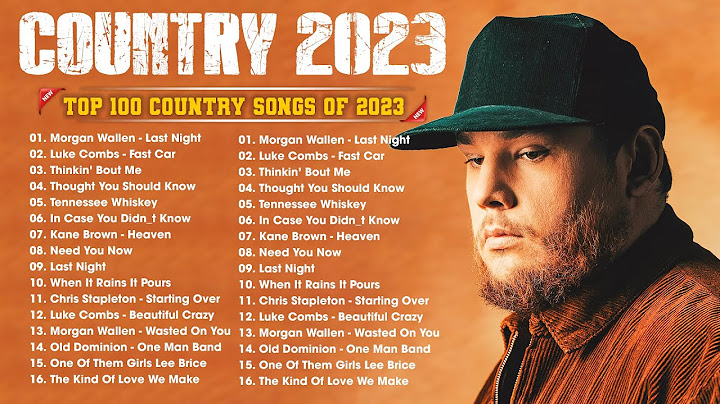 COUNTRY 2023
NEW
TOP 100 COUNTRY SONGS OF 2023
NEW
01. Morgan Wallen - Last Night
02. Luke Combs - Fast Car
03. Thinkin' Bout Me
04. Thought You Should Know
05. Tennessee Whiskey
06. In Case You Didn_t Know
07. Kane Brown - Heaven
08. Need You Now
09. Last Night
10. When It Rains It Pours
11. Chris Stapleton - Starting Over
12. Luke Combs - Beautiful Crazy
13. Morgan Wallen - Wasted On You
14. Old Dominion - One Man Band
15. One Of Them Girls Lee Brice
16. The Kind Of Love We Make
01. Morgan Wallen - Last Night
02. Luke Combs - Fast Car
03. Thinkin' Bout Me
04. Thought You Should Know
05. Tennessee Whiskey
06. In Case You Didn_t Know
07. Kane Brown - Heaven
08. Need You Now
09. Last Night
10. When It Rains It Pours
11. Chris Stapleton - Starting Over
12. Luke Combs - Beautiful Crazy
13. Morgan Wallen - Wasted On You
14. Old Dominion - One Man Band
15. One Of Them Girls Lee Brice
16. The Kind Of Love We Make